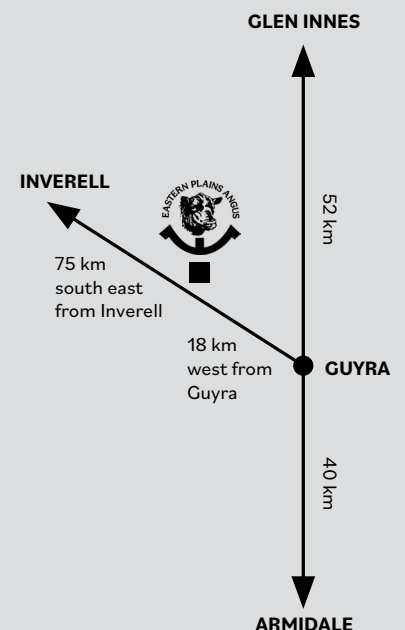 GLEN INNES
INVERELL
EASTERN PLAINS ANGUS
52 km
75 km
south east
from Inverell
18 km
west from
Guyra
GUYRA
40 km
ARMIDALE